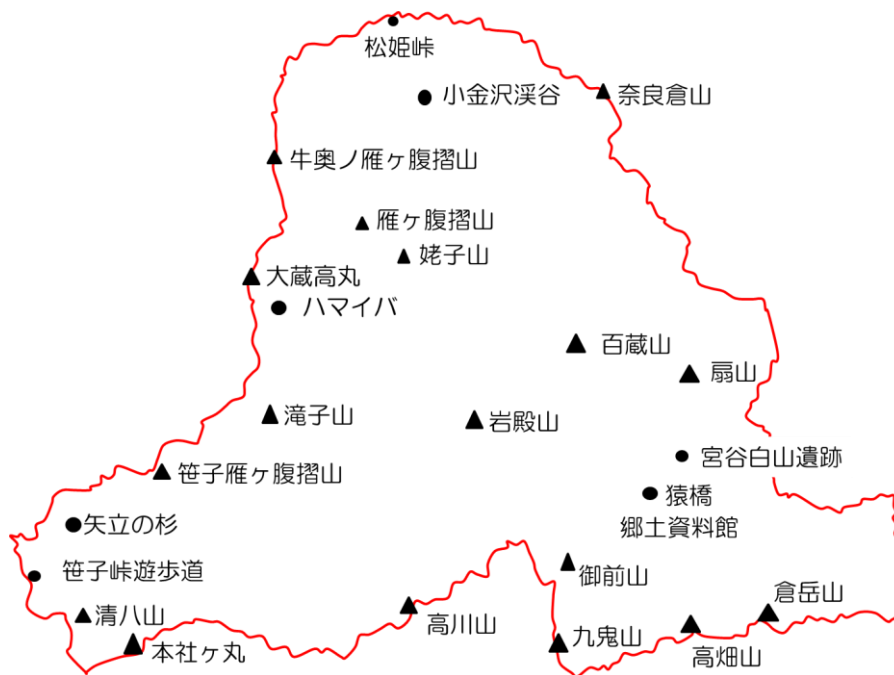 松姫峠
小金沢渓谷
奈良倉山
牛奥ノ雁ヶ腹摺山
雁ヶ腹摺山
姥子山
大蔵高丸
ハマイバ
百蔵山
扇山
滝子山
岩殿山
宮谷白山遺跡
笹子雁ヶ腹摺山
猿橋
郷土資料館
矢立の杉
笹子峠遊歩道
御前山
清八山
倉岳山
高川山
九鬼山
本社ヶ丸
高畑山